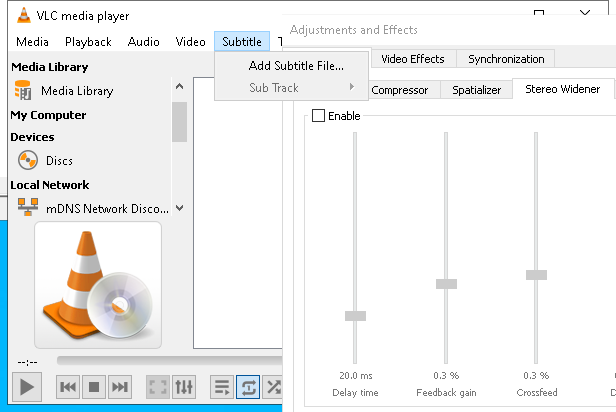 VLC media player
Media Playback Audio Video Subtitle
Add Subtitle File...
Sub Track
Media Library
Media Library
My Computer
Devices
Discs
Local Network
mDNS Network Disco...
--:--
Adjustments and Effects
Video Effects Synchronization
Compressor Spatializer Stereo Widener
Enable
20.0 ms 0.3 % 0.3 %
Delay time Feedback gain Crossfeed